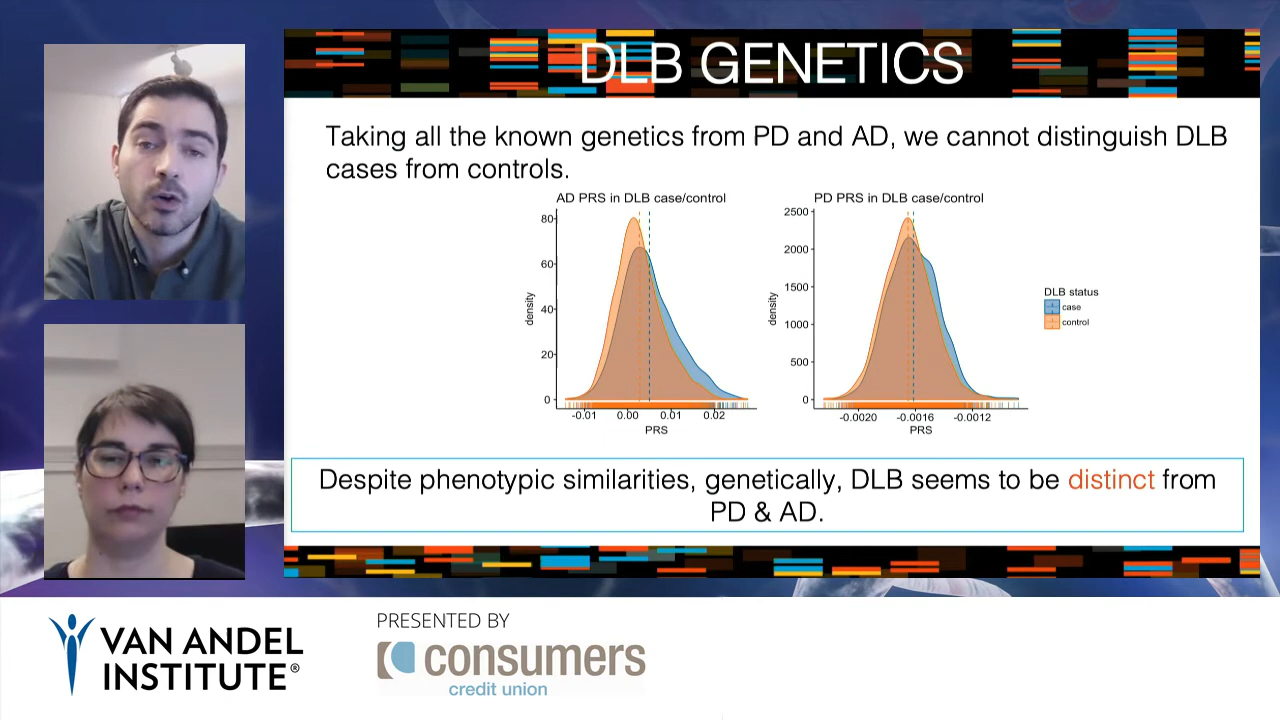 DLB GENETICS
Taking all the known genetics from PD and AD, we cannot distinguish DLB
cases from controls.
AD PRS in DLB case/control
80
60
40
20
0
density
-0.01 0.00 0.01 0.02
PRS
PD PRS in DLB case/control
2500
2000
1500
1000
500
0
density
-0.0020 -0.0016 -0.0012
PRS
DLB status
case
control
Despite phenotypic similarities, genetically, DLB seems to be distinct from
PD & AD.
VAN ANDEL
INSTITUTE®
PRESENTED BY
consumers
credit union